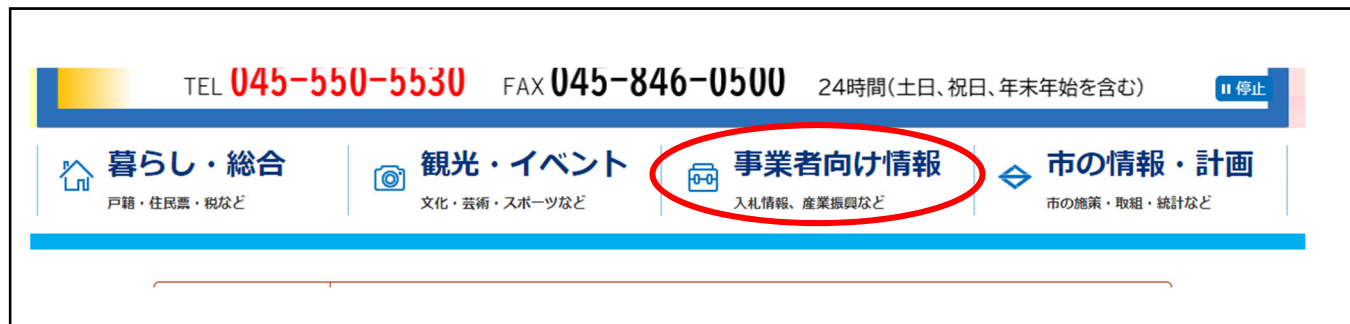 TEL 045-550-5530 FAX 045-846-0500 24時間(土日、祝日、年末年始を含む) 停止
暮らし・総合 観光・イベント 事業者向け情報 市の情報・計画
戸籍・住民票・税など 文化・芸術・スポーツなど 入札情報、産業振興など 市の施策・取組・統計など